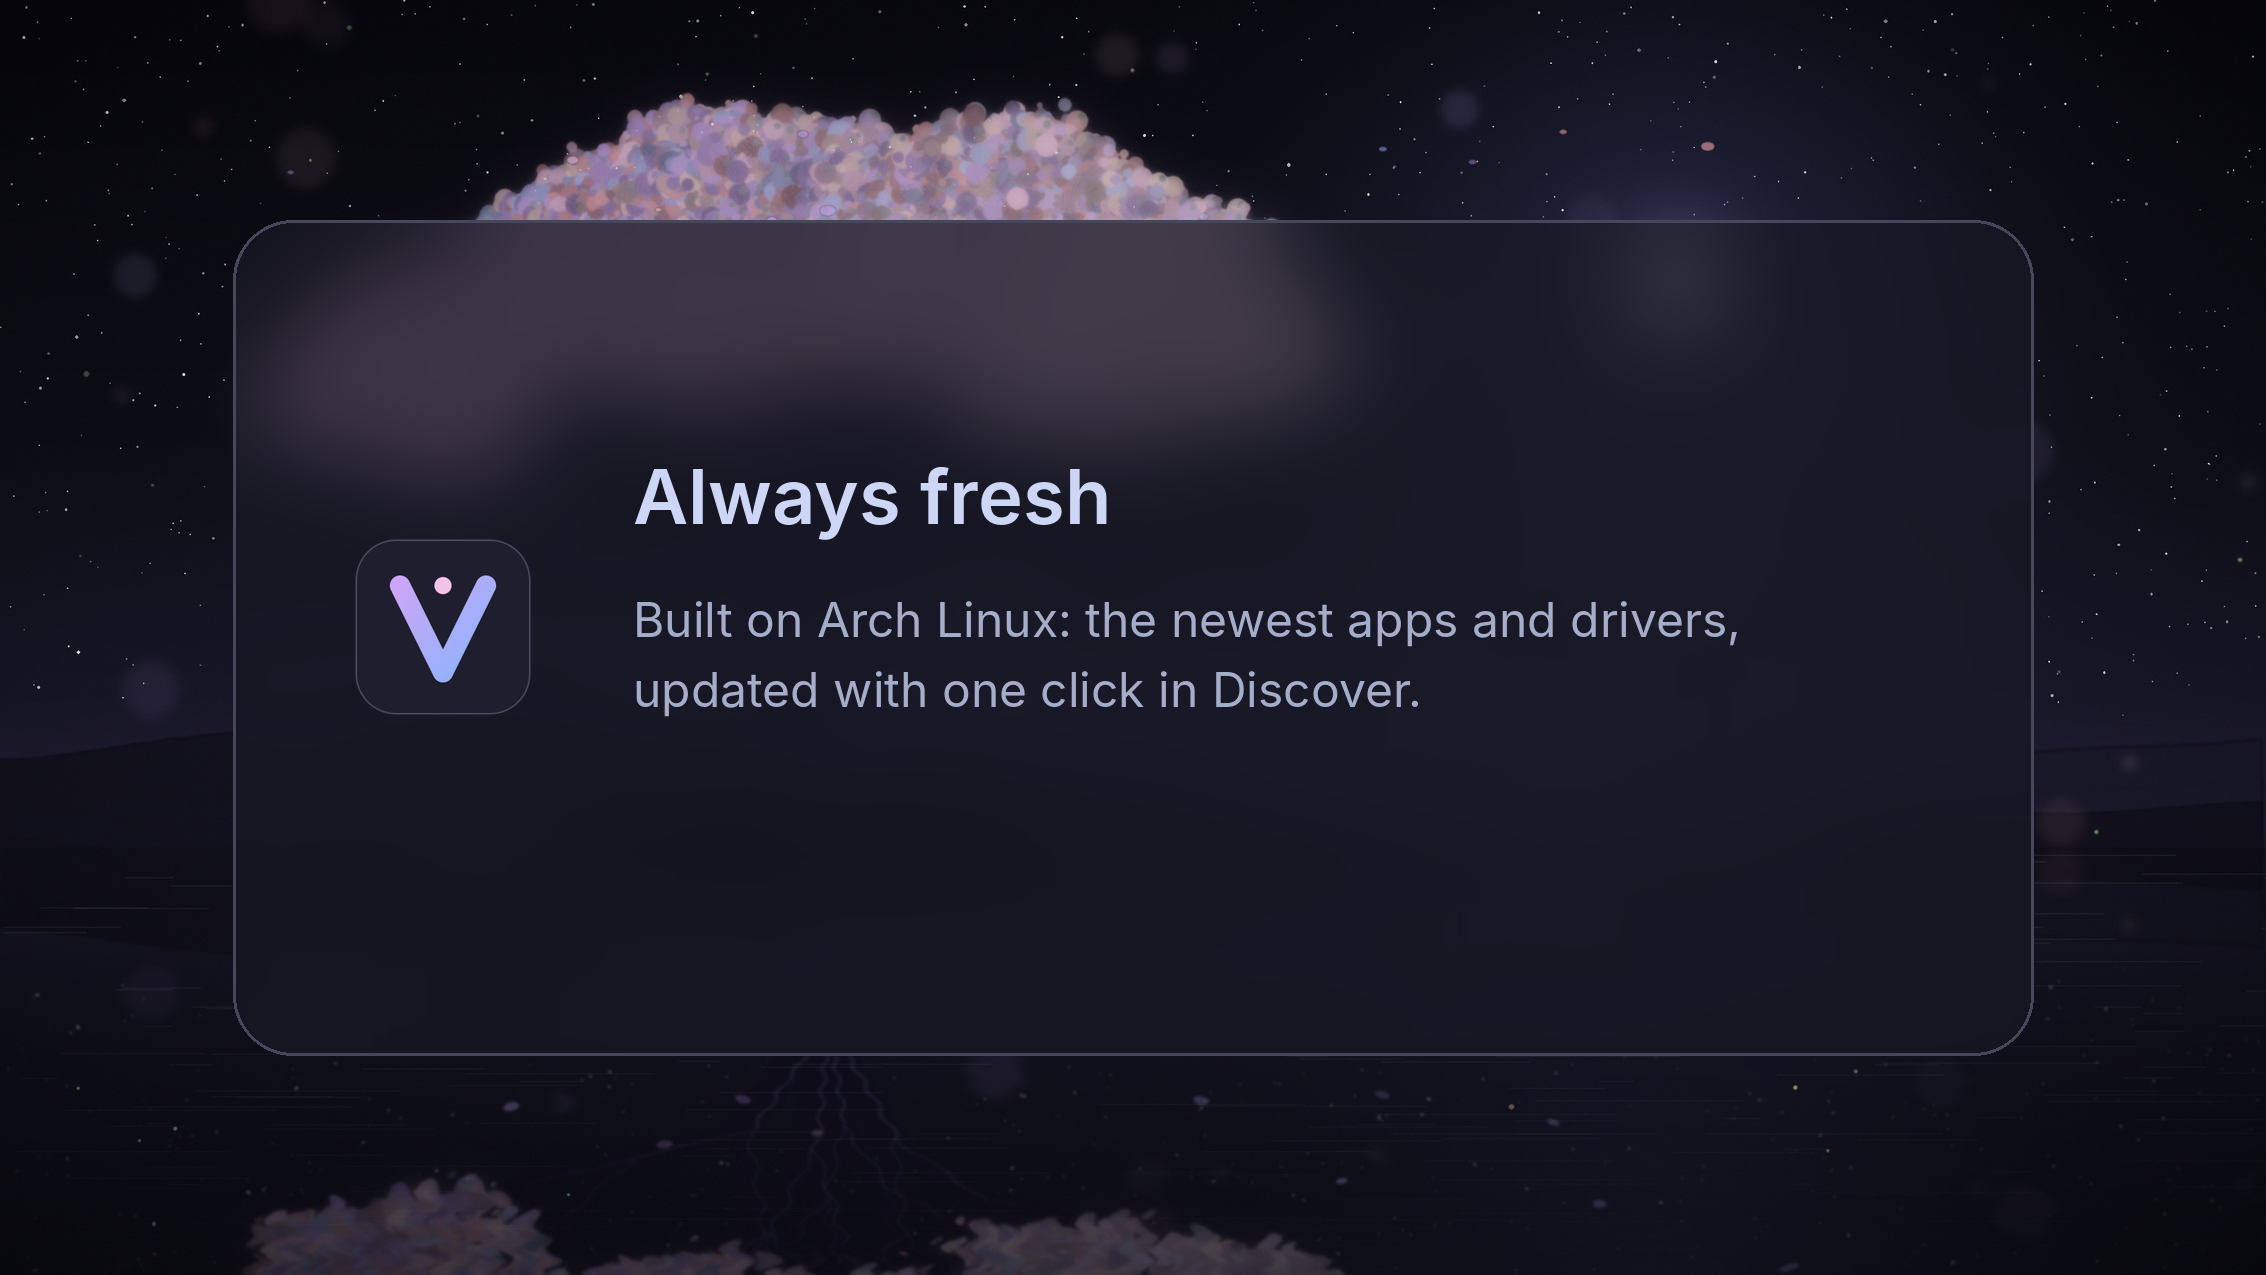 Always fresh
Built on Arch Linux: the newest apps and drivers,
updated with one click in Discover.